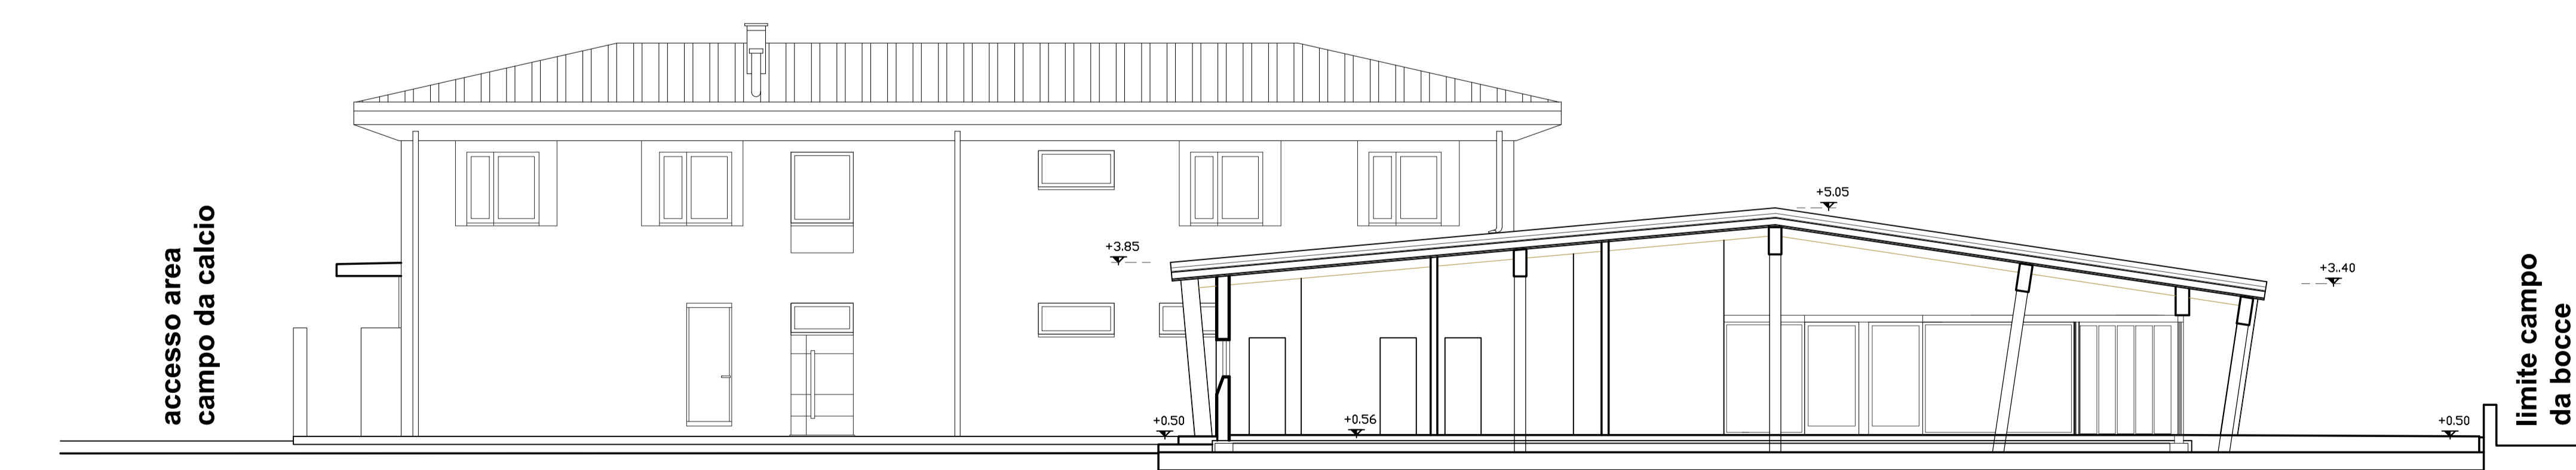 accesso area
campo da calcio
+3.85
+5.05
+3..40
+0.50
+0.56
+0.50
limite campo
da bocce